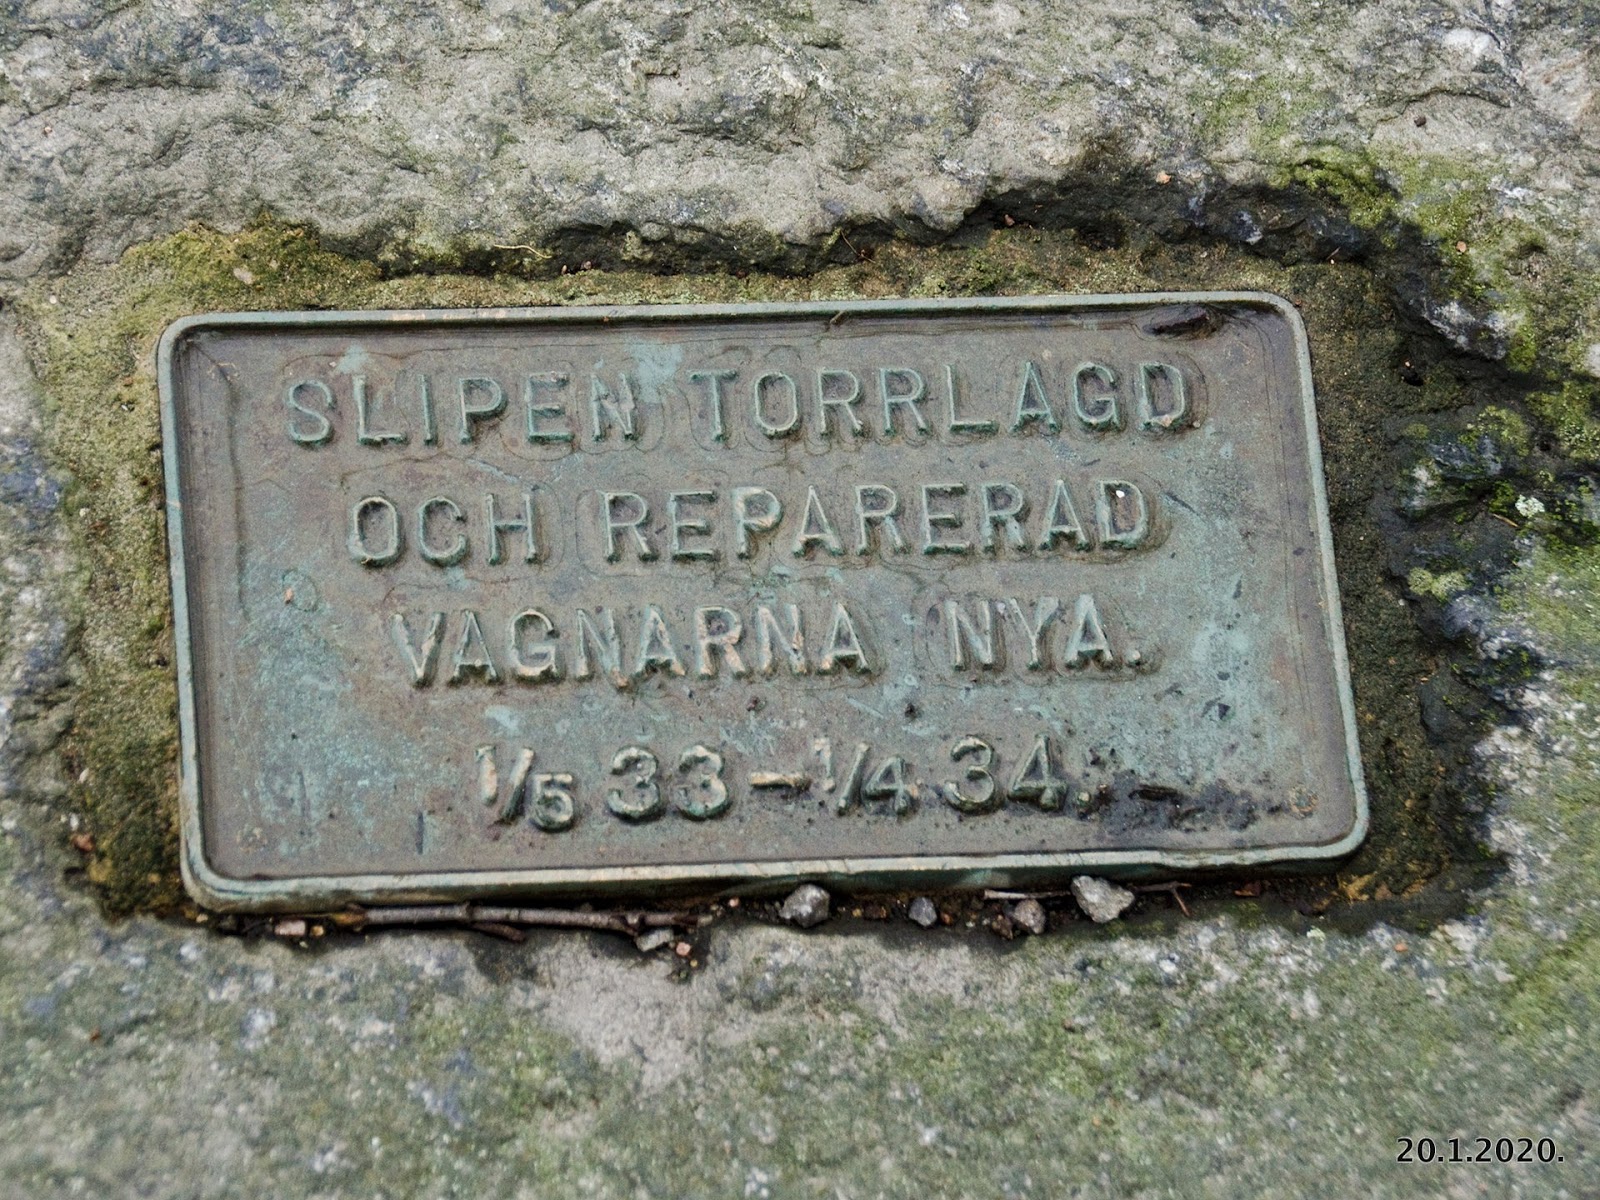 SLIPEN TORRLAGD
OCH REPARERAD
VAGNARNA NYA.
1/5 33 – 1/4 34.
20.1.2020.